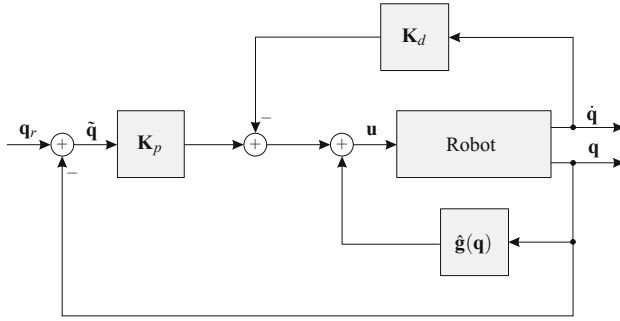 K_d
−
q_r
+
q̃
K_p
+
+
u
Robot
q̇
q
−
ĝ(q)